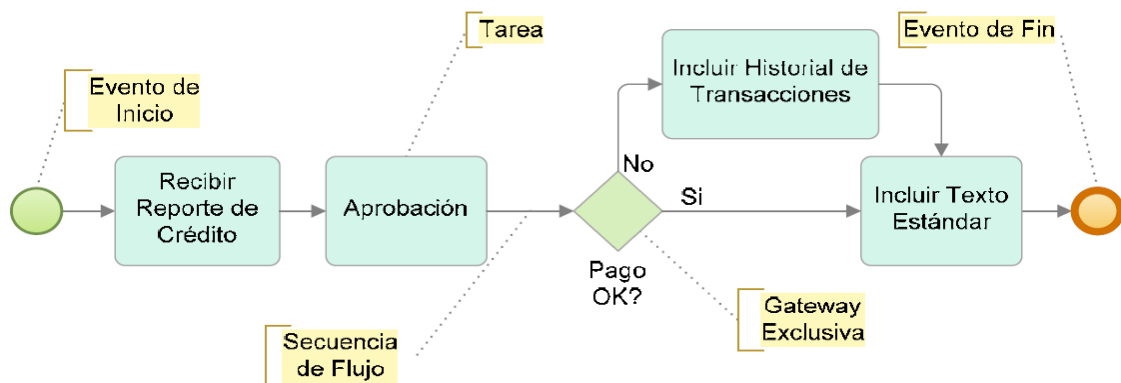 Tarea
Evento de Fin
Evento de
Inicio
Incluir Historial de
Transacciones
No
Recibir
Reporte de
Crédito
Aprobación
Si
Incluir Texto
Estándar
Pago
OK?
Secuencia
de Flujo
Gateway
Exclusiva